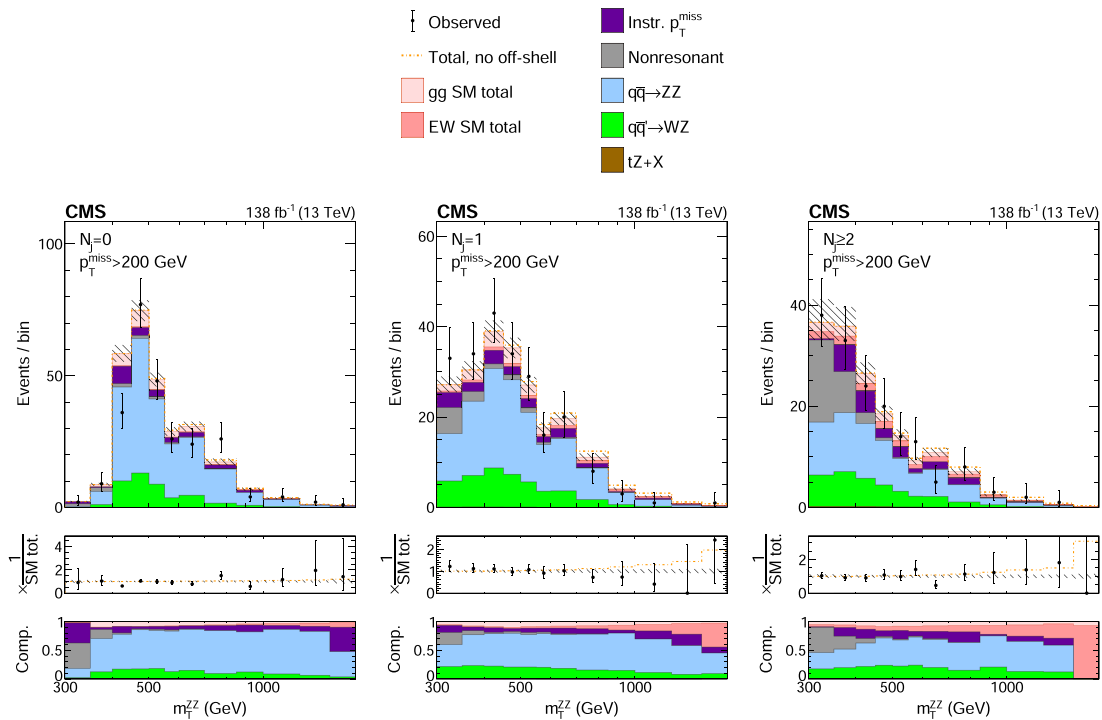 Observed
Total, no off-shell
gg SM total
EW SM total
Instr. p_T^miss
Nonresonant
qq̅→ZZ
qq̅'→WZ
tZ+X
CMS 138 fb⁻¹ (13 TeV)
N_j=0
p_T^miss>200 GeV
Events / bin
100
50
0
× 1/SM tot.
4
2
0
Comp.
1
0.5
0
300 500 1000
m_T^ZZ (GeV)
CMS 138 fb⁻¹ (13 TeV)
N_j=1
p_T^miss>200 GeV
Events / bin
60
40
20
0
× 1/SM tot.
2
1
0
Comp.
1
0.5
0
300 500 1000
m_T^ZZ (GeV)
CMS 138 fb⁻¹ (13 TeV)
N_j≥2
p_T^miss>200 GeV
Events / bin
40
20
0
× 1/SM tot.
2
1
0
Comp.
1
0.5
0
300 500 1000
m_T^ZZ (GeV)